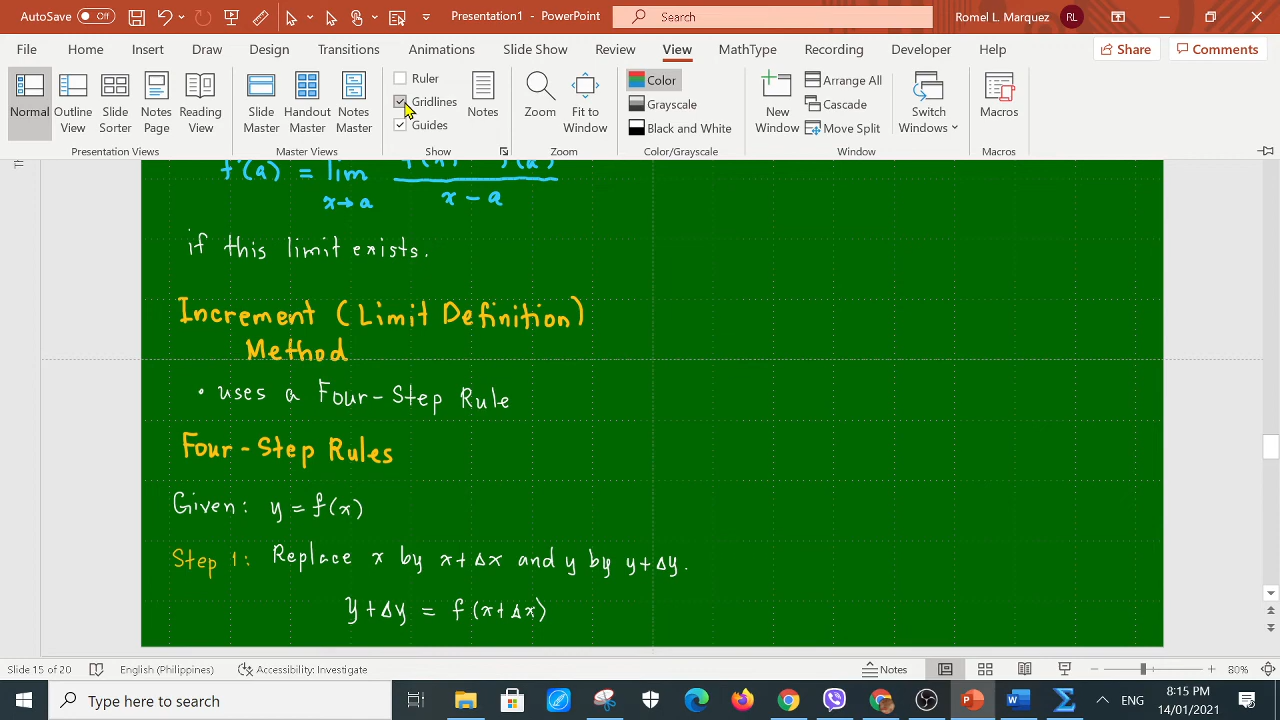 AutoSave Off Presentation1 - PowerPoint Search Romel L. Marquez RL
File Home Insert Draw Design Transitions Animations Slide Show Review View MathType Recording Developer Help Share Comments
Normal Outline View Slide Sorter Notes Page Reading View
Presentation Views
Slide Master Handout Master Notes Master
Master Views
Ruler
Gridlines
Guides
Notes
Show
Zoom Fit to Window
Zoom
Color
Grayscale
Black and White
Color/Grayscale
New Window
Arrange All
Cascade
Move Split
Switch Windows
Window
Macros
Macros
f'(a) = lim f(x) - f(a)
x→a x - a
if this limit exists.
Increment (Limit Definition)
Method
• uses a Four-Step Rule
Four-Step Rules
Given: y = f(x)
Step 1: Replace x by x+Δx and y by y+Δy.
y+Δy = f(x+Δx)
Slide 15 of 20 English (Philippines) Accessibility: Investigate Notes 80%
Type here to search ENG 8:15 PM
14/01/2021